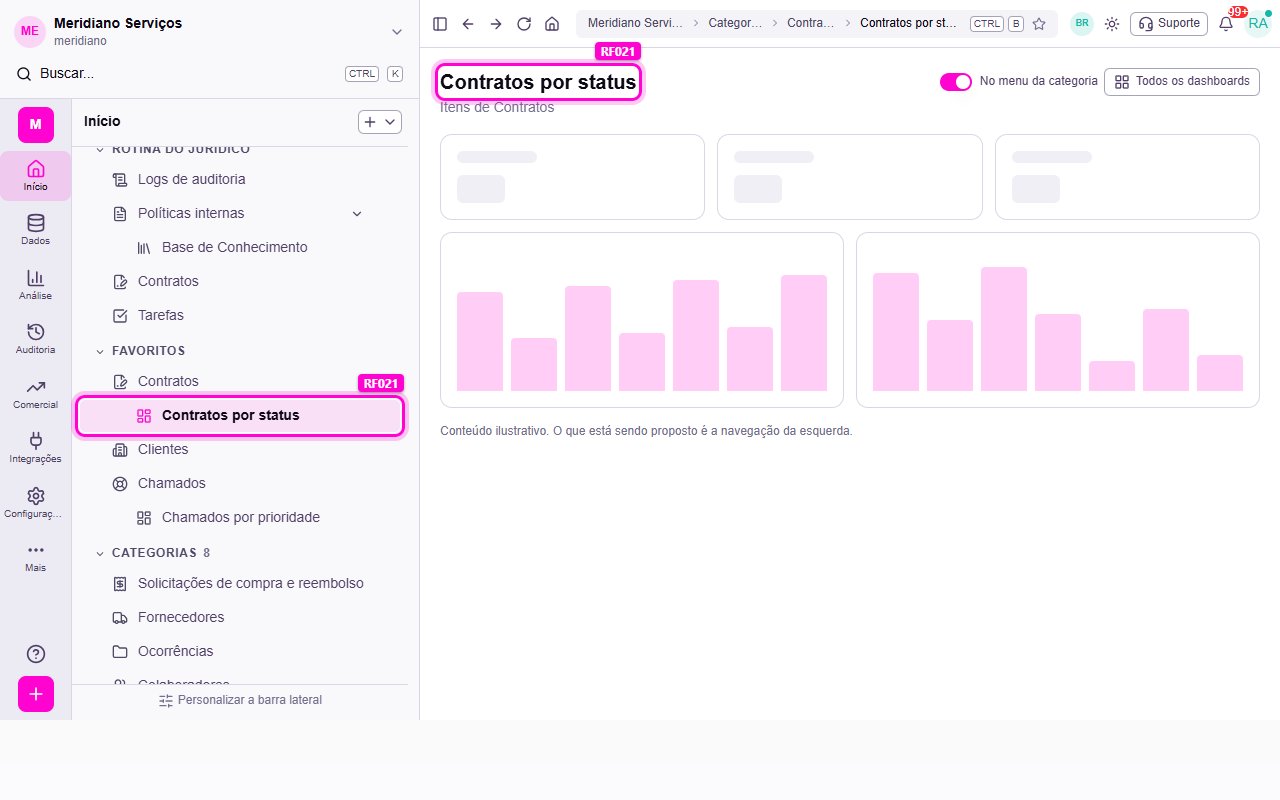 ME
Meridiano Serviços
meridiano
Buscar...
CTRL K
M
Início
Dados
Análise
Auditoria
Comercial
Integrações
Configuraç...
Mais
Início
ROTINA DO JURÍDICO
Logs de auditoria
Políticas internas
Base de Conhecimento
Contratos
Tarefas
FAVORITOS
Contratos
RF021
Contratos por status
Clientes
Chamados
Chamados por prioridade
CATEGORIAS 8
Solicitações de compra e reembolso
Fornecedores
Ocorrências
Colaboradores
Personalizar a barra lateral
Meridiano Servi... Categor... Contra... Contratos por st... CTRL B
BR
Suporte
99+
RA
RF021
Contratos por status
Itens de Contratos
No menu da categoria
Todos os dashboards
Conteúdo ilustrativo. O que está sendo proposto é a navegação da esquerda.